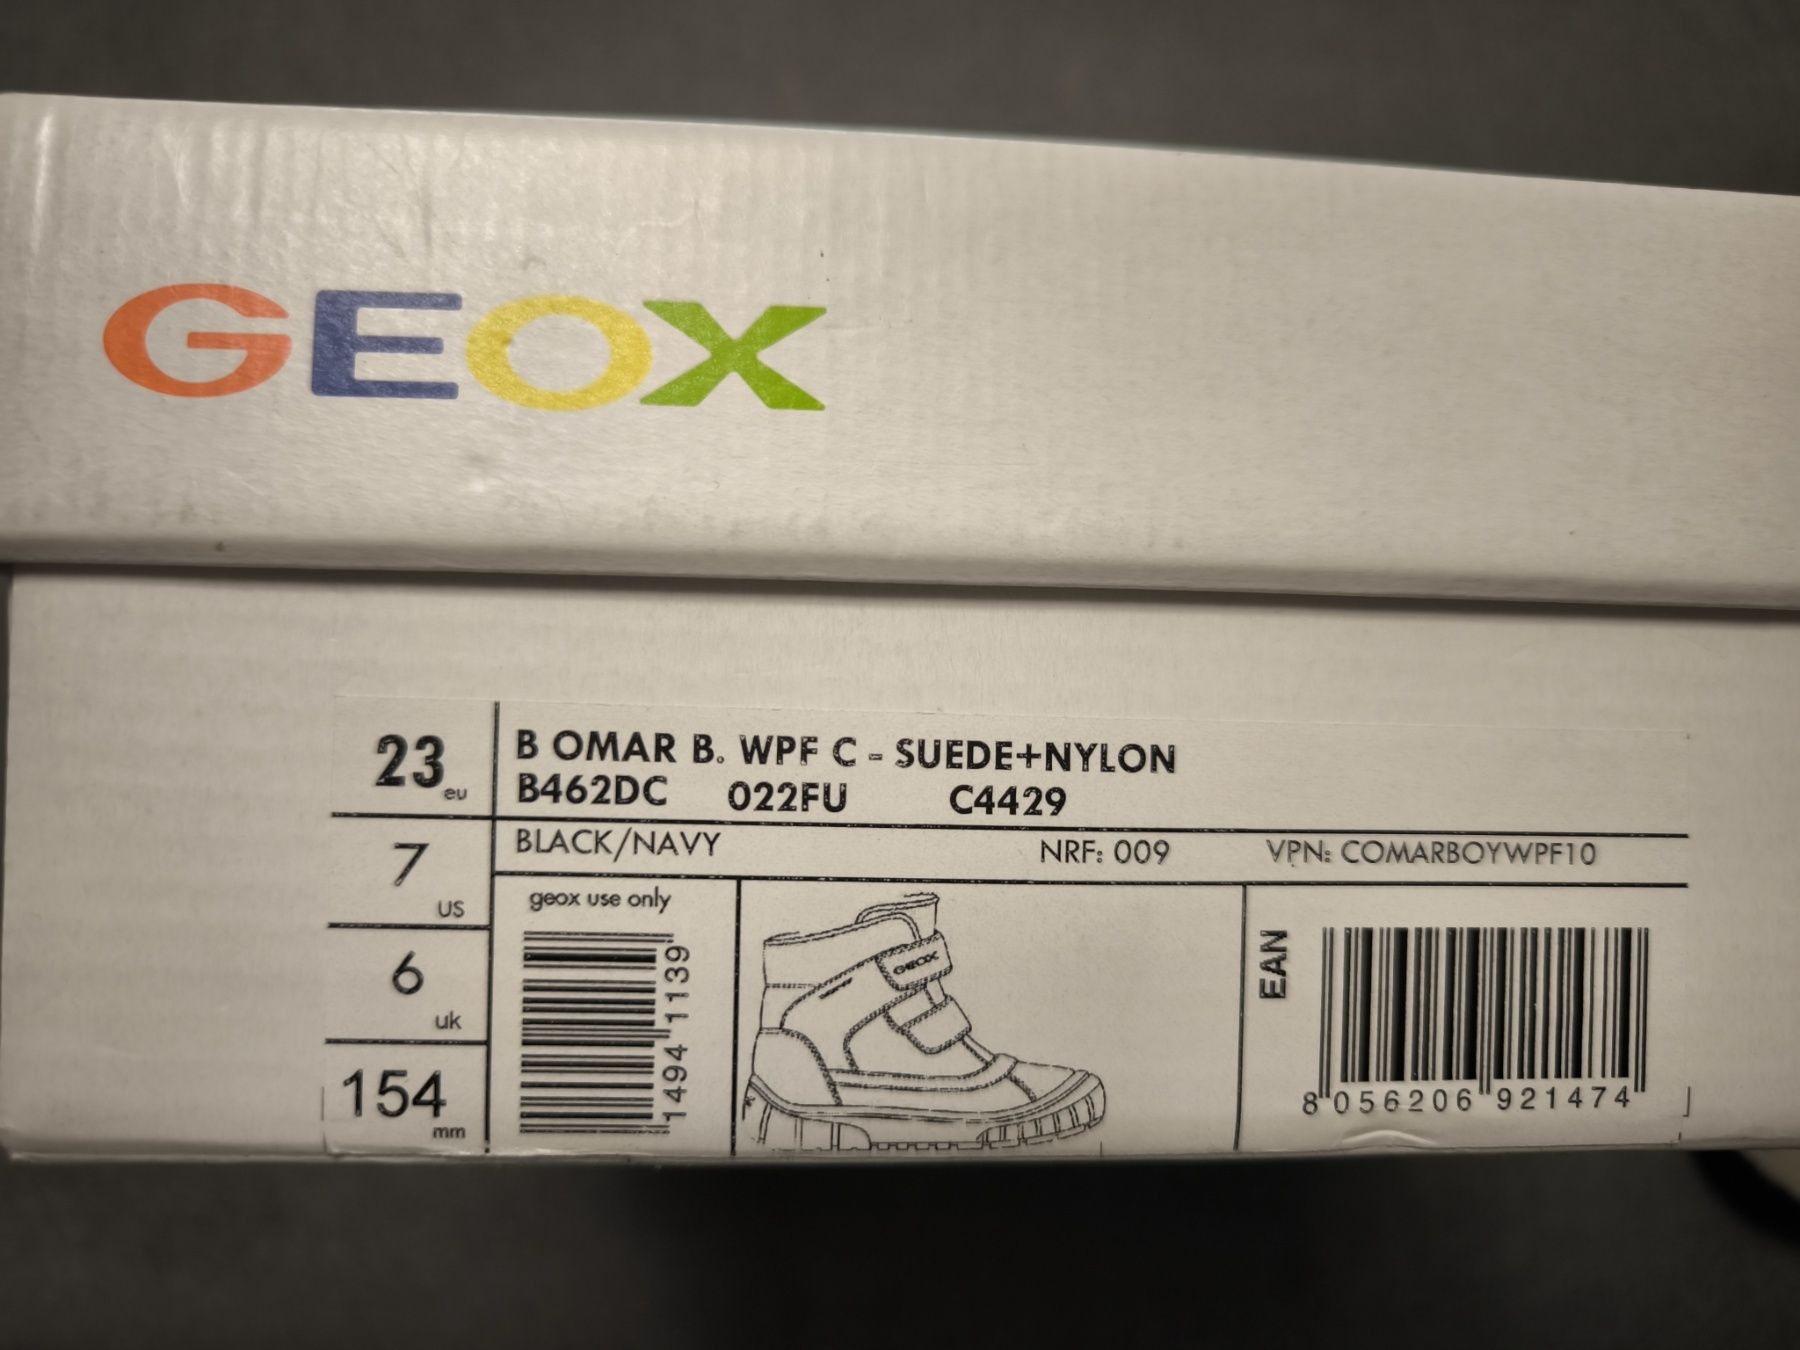 GEOX
23 eu
B OMAR B. WPF C - SUEDE+NYLON
B462DC 022FU C4429
7 US
BLACK/NAVY NRF: 009 VPN: COMARBOYWPF10
6 uk
154 mm
geox use only
1494 1139
GEOX
EAN
8 056206 921474